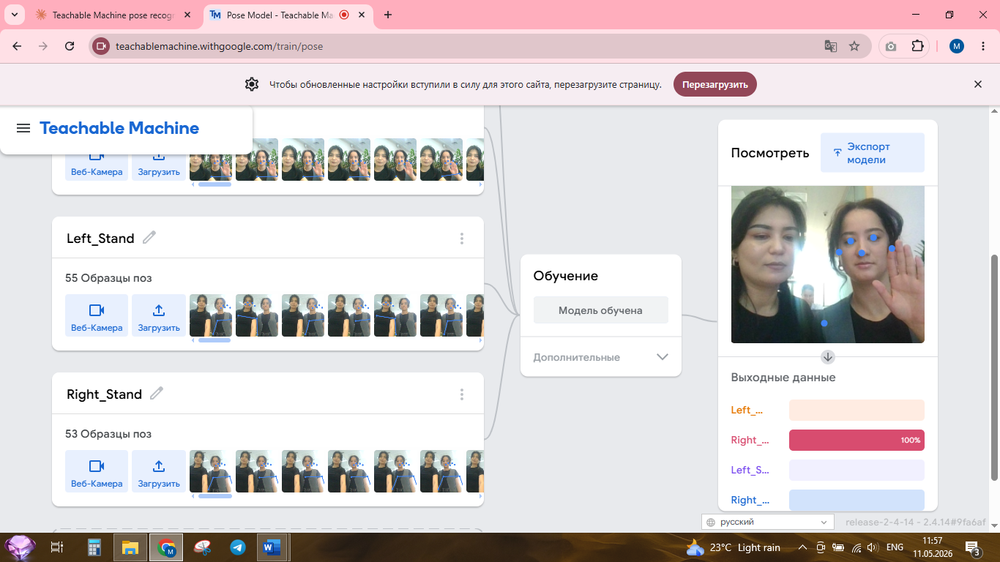 Teachable Machine pose recogn
Pose Model - Teachable Ma
teachablemachine.withgoogle.com/train/pose
M
Чтобы обновленные настройки вступили в силу для этого сайта, перезагрузите страницу.
Перезагрузить
Teachable Machine
Веб-Камера
Загрузить
Left_Stand
55 Образцы поз
Веб-Камера
Загрузить
Right_Stand
53 Образцы поз
Веб-Камера
Загрузить
Обучение
Модель обучена
Дополнительные
Посмотреть
Экспорт
модели
Выходные данные
Left_...
Right_...
100%
Left_S...
Right_...
русский
release-2-4-14 - 2.4.14#9fa6af
23°C Light rain
ENG
11:57
11.05.2026
3